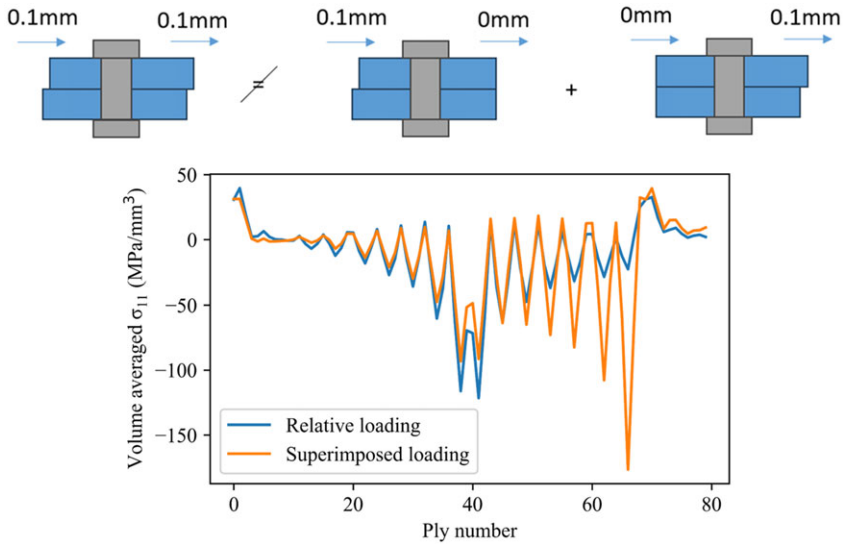 0.1mm 0.1mm 0.1mm 0mm 0mm 0.1mm
= +
50
0
−50
−100
−150
Volume averaged σ11 (MPa/mm³)
Relative loading
Superimposed loading
0 20 40 60 80
Ply number